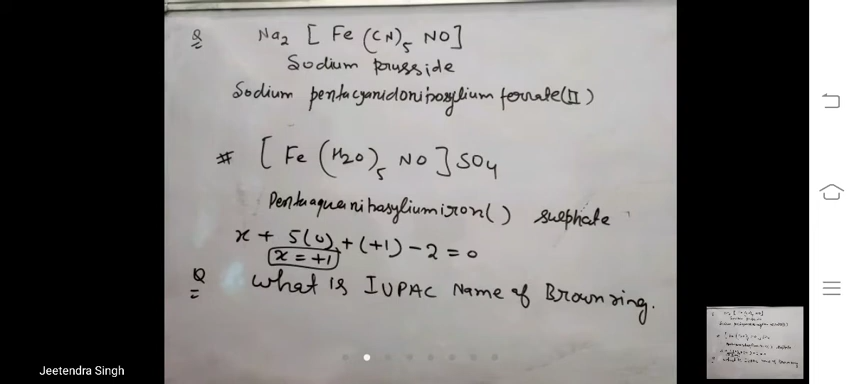 Q Na2 [ Fe (CN)5 NO]
Sodium prusside
Sodium pentacyanidonitrosylium ferrate(II)
# [ Fe (H2O)5 NO ] SO4
Pentaaquanitrosyliumiron( ) sulphate
x + 5(0) + (+1) - 2 = 0
x = +1
Q What is IUPAC Name of Brown ring.
Jeetendra Singh